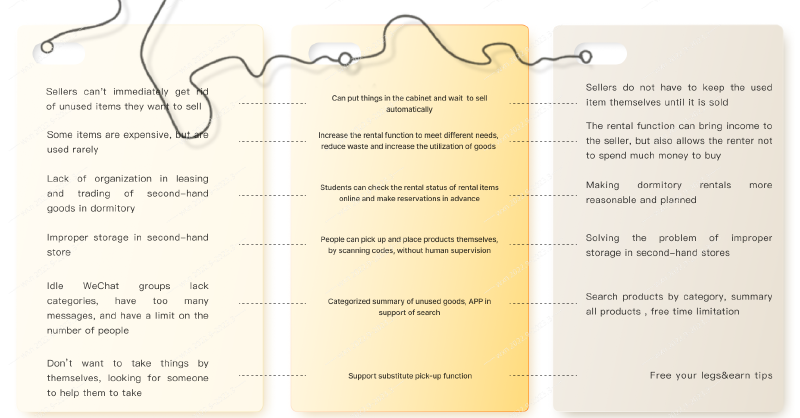 Sellers can't immediately get rid
of unused items they want to sell
Some items are expensive, but are
used rarely
Lack of organization in leasing
and trading of second-hand
goods in dormitory
Improper storage in second-hand
store
Idle WeChat groups lack
categories, have too many
messages, and have a limit on the
number of people
Don't want to take things by
themselves, looking for someone
to help them to take
Can put things in the cabinet and wait to sell
automatically
Increase the rental function to meet different needs,
reduce waste and increase the utilization of goods
Students can check the rental status of rental items
online and make reservations in advance
People can pick up and place products themselves,
by scanning codes, without human supervision
Categorized summary of unused goods, APP in
support of search
Support substitute pick-up function
Sellers do not have to keep the used
item themselves until it is sold
The rental function can bring income to
the seller, but also allows the renter not
to spend much money to buy
Making dormitory rentals more
reasonable and planned
Solving the problem of improper
storage in second-hand stores
Search products by category, summary
all products , free time limitation
Free your legs&earn tips